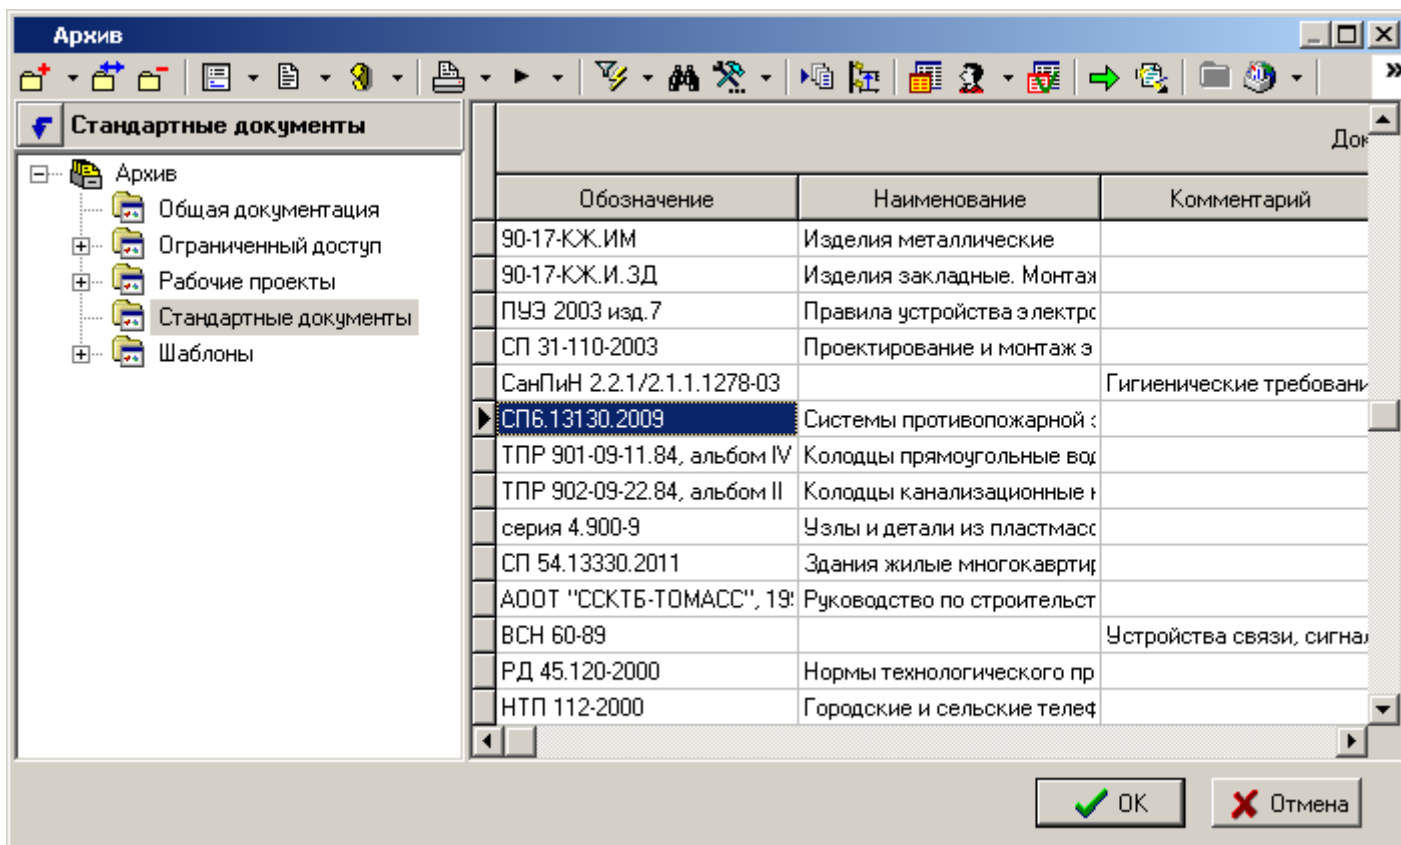 Архив
»
Стандартные документы
Архив
Общая документация
Ограниченный доступ
Рабочие проекты
Стандартные документы
Шаблоны
Док
Обозначение Наименование Комментарий
90-17-КЖ.ИМ Изделия металлические
90-17-КЖ.И.ЗД Изделия закладные. Монтаж
ПУЭ 2003 изд.7 Правила устройства электро
СП 31-110-2003 Проектирование и монтаж э
СанПиН 2.2.1/2.1.1.1278-03 Гигиенические требовани
СП6.13130.2009 Системы противопожарной
ТПР 901-09-11.84, альбом IV Колодцы прямоугольные вод
ТПР 902-09-22.84, альбом II Колодцы канализационные
серия 4.900-9 Узлы и детали из пластмасс
СП 54.13330.2011 Здания жилые многокаврти
АООТ "ССКТБ-ТОМАСС", 19 Руководство по строительст
ВСН 60-89 Устройства связи, сигнал
РД 45.120-2000 Нормы технологического пр
НТП 112-2000 Городские и сельские телеф
OK Отмена